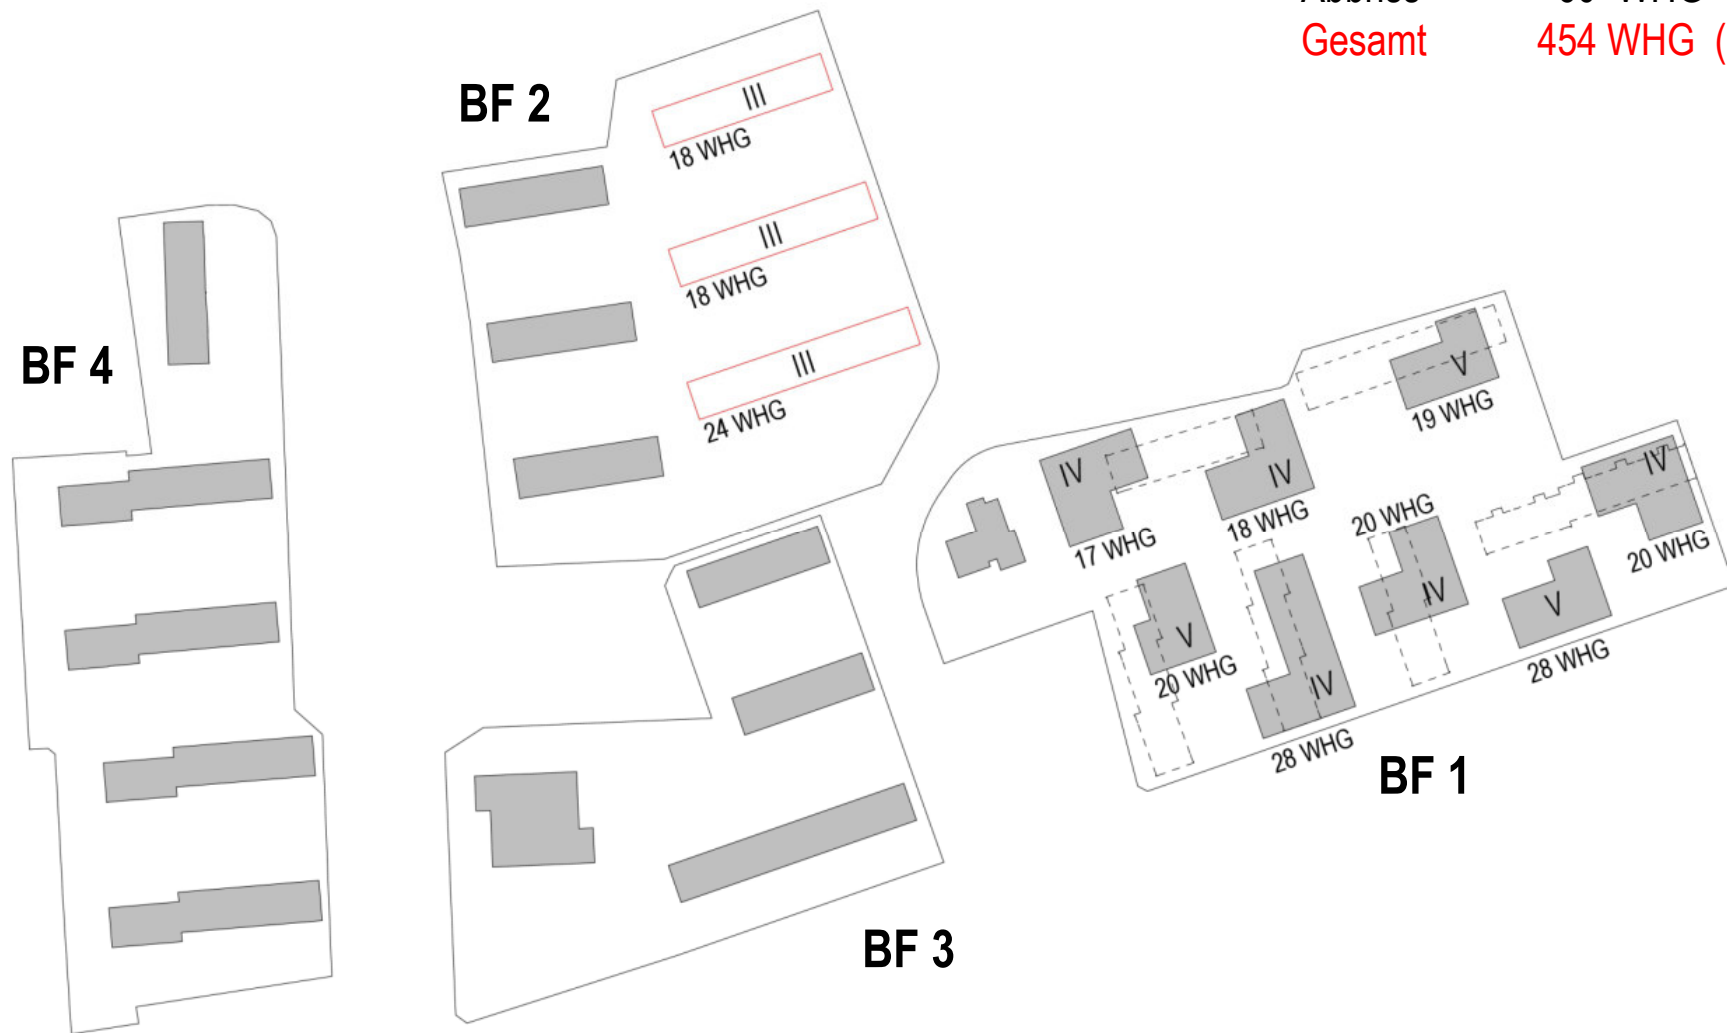 Gesamt 454 WHG (
BF 2
III
18 WHG
III
18 WHG
III
24 WHG
BF 4
V
19 WHG
IV
IV
IV
18 WHG
17 WHG
20 WHG
IV
20 WHG
V
20 WHG
IV
28 WHG
V
28 WHG
BF 1
BF 3